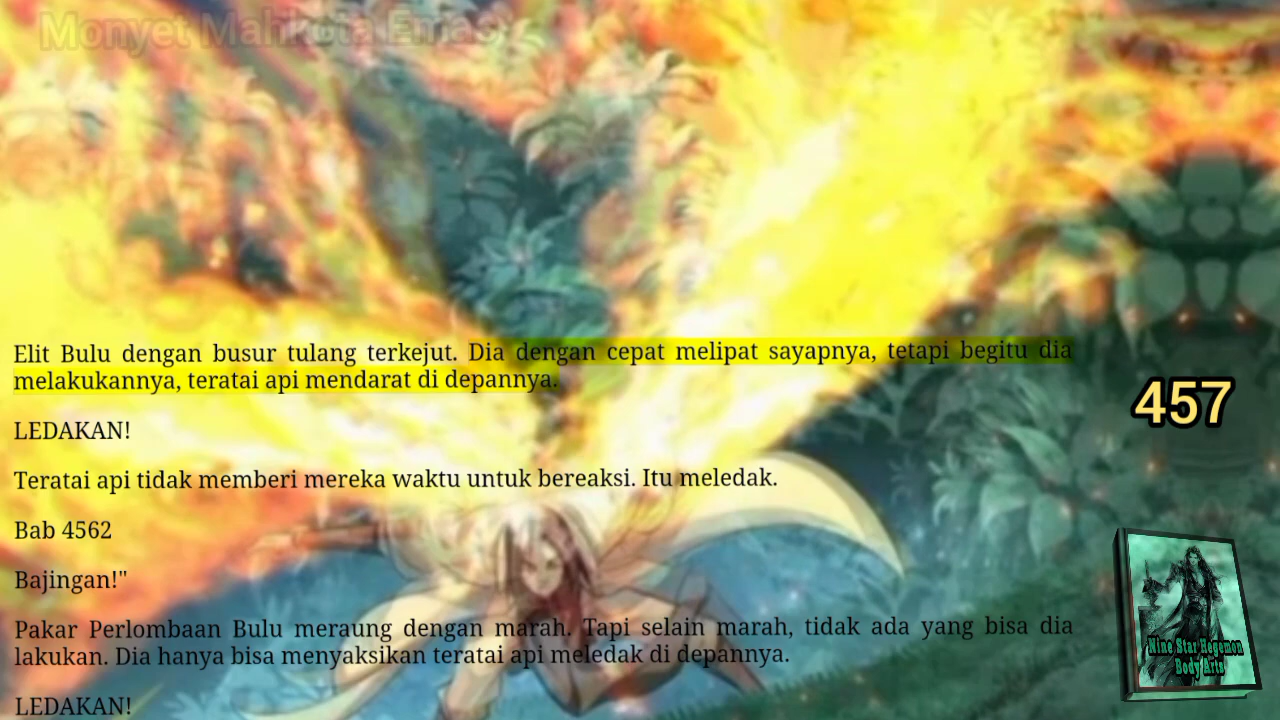 Monyet Mahkota Emas
Elit Bulu dengan busur tulang terkejut. Dia dengan cepat melipat sayapnya, tetapi begitu dia
melakukannya, teratai api mendarat di depannya.
LEDAKAN!
Teratai api tidak memberi mereka waktu untuk bereaksi. Itu meledak.
Bab 4562
Bajingan!"
Pakar Perlombaan Bulu meraung dengan marah. Tapi selain marah, tidak ada yang bisa dia
lakukan. Dia hanya bisa menyaksikan teratai api meledak di depannya.
LEDAKAN!
457
Nine Star Hegemon
Body Arts